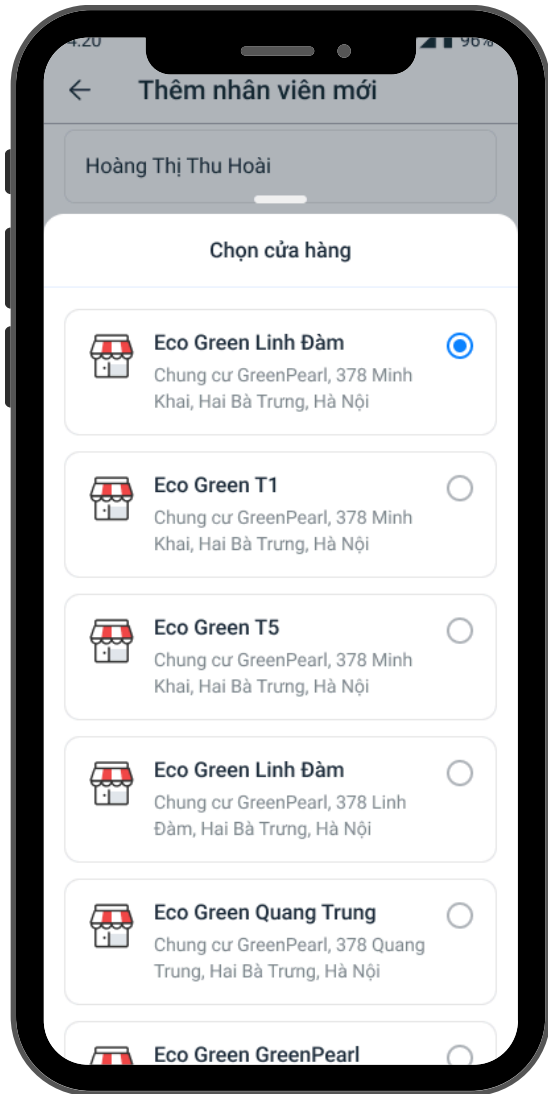 4:20
96%
Thêm nhân viên mới
Hoàng Thị Thu Hoài
Chọn cửa hàng
Eco Green Linh Đàm
Chung cư GreenPearl, 378 Minh
Khai, Hai Bà Trưng, Hà Nội
Eco Green T1
Chung cư GreenPearl, 378 Minh
Khai, Hai Bà Trưng, Hà Nội
Eco Green T5
Chung cư GreenPearl, 378 Minh
Khai, Hai Bà Trưng, Hà Nội
Eco Green Linh Đàm
Chung cư GreenPearl, 378 Linh
Đàm, Hai Bà Trưng, Hà Nội
Eco Green Quang Trung
Chung cư GreenPearl, 378 Quang
Trung, Hai Bà Trưng, Hà Nội
Eco Green GreenPearl